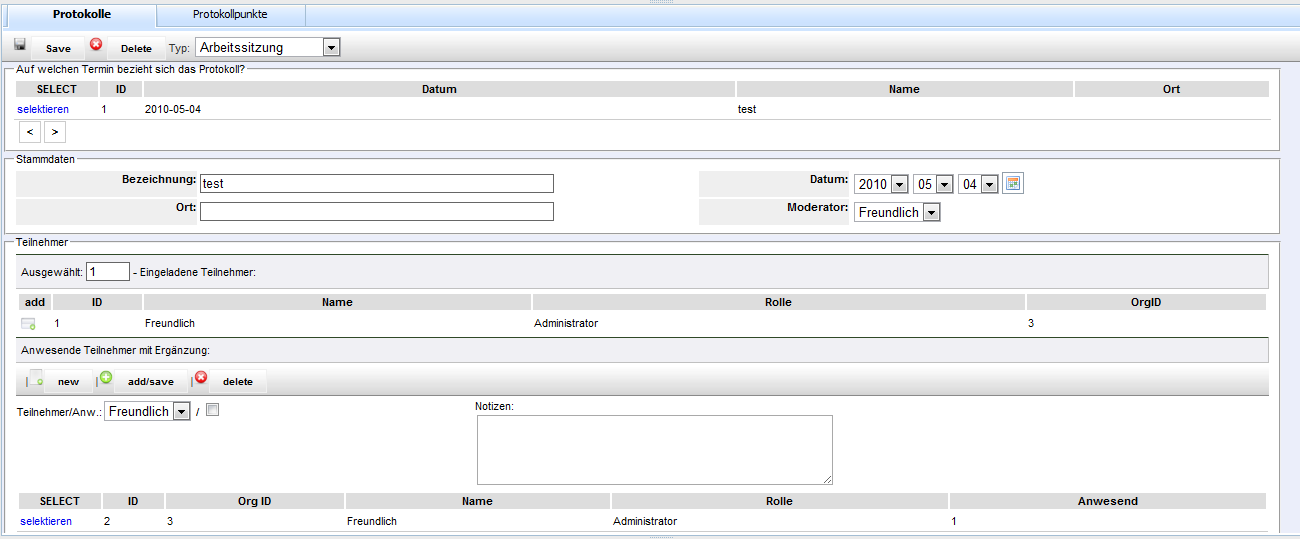 Protokolle Protokollpunkte
Save Delete Typ: Arbeitssitzung
Auf welchen Termin bezieht sich das Protokoll?
SELECT ID Datum Name Ort
selektieren 1 2010-05-04 test
< >
Stammdaten
Bezeichnung: test Datum: 2010 05 04
Ort: Moderator: Freundlich
Teilnehmer
Ausgewählt: 1 - Eingeladene Teilnehmer:
add ID Name Rolle OrgID
1 Freundlich Administrator 3
Anwesende Teilnehmer mit Ergänzung:
| new | add/save | delete
Teilnehmer/Anw.: Freundlich / Notizen:
SELECT ID Org ID Name Rolle Anwesend
selektieren 2 3 Freundlich Administrator 1